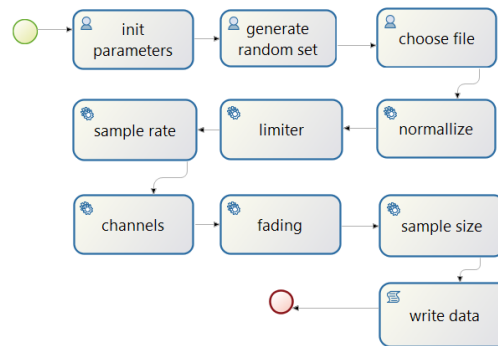 init
parameters
generate
random set
choose file
normallize
limiter
sample rate
channels
fading
sample size
write data